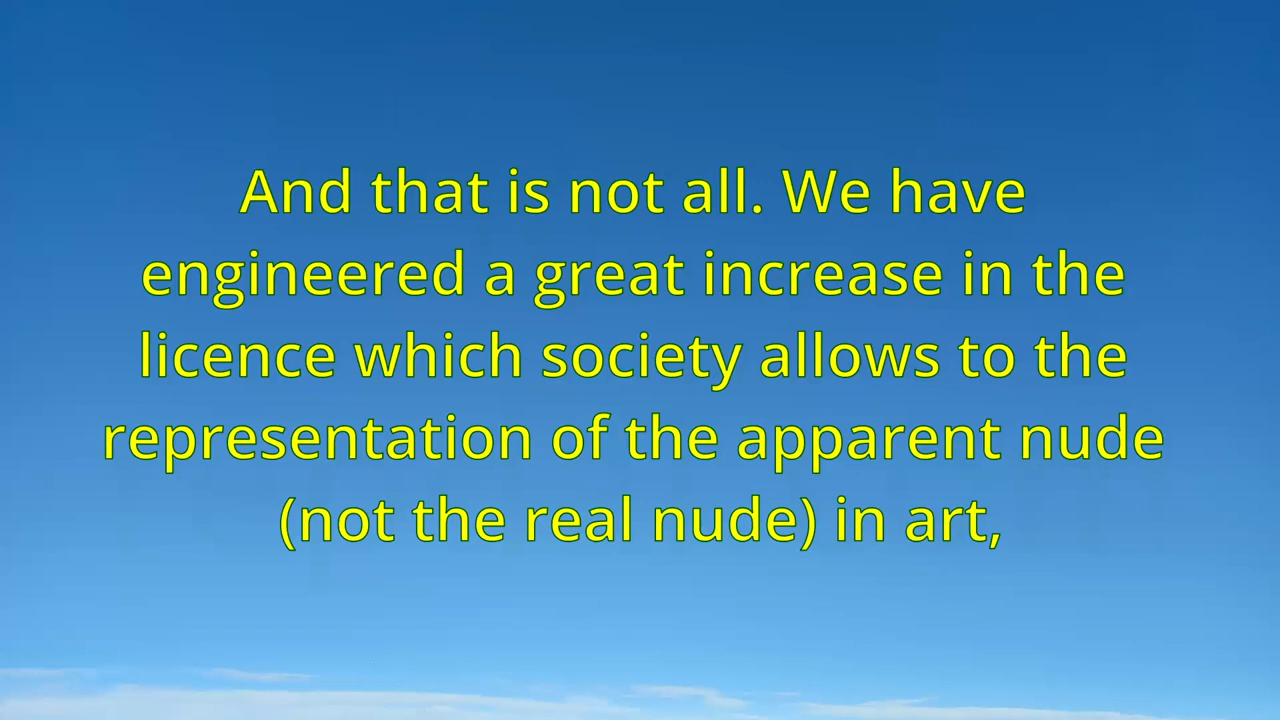 And that is not all. We have
engineered a great increase in the
licence which society allows to the
representation of the apparent nude
(not the real nude) in art,